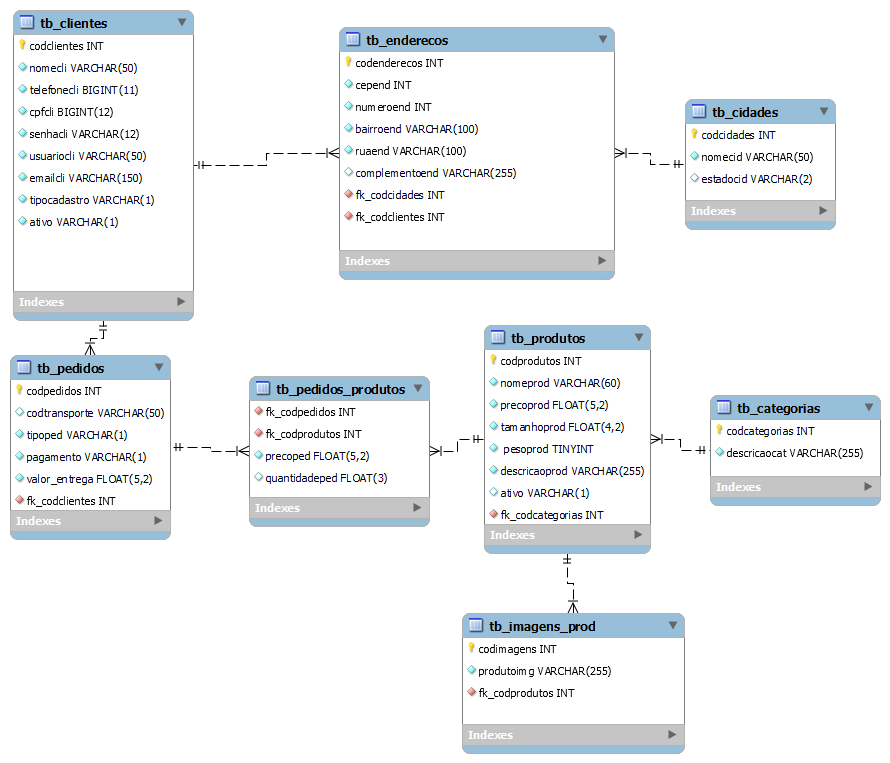 tb_clientes
codclientes INT
nomecli VARCHAR(50)
telefonecli BIGINT(11)
cpfcli BIGINT(12)
senhacli VARCHAR(12)
usuariocli VARCHAR(50)
emailcli VARCHAR(150)
tipocadastro VARCHAR(1)
ativo VARCHAR(1)
Indexes
tb_enderecos
codenderecos INT
cepend INT
numeroend INT
bairroend VARCHAR(100)
ruaend VARCHAR(100)
complementoend VARCHAR(255)
fk_codcidades INT
fk_codclientes INT
Indexes
tb_cidades
codcidades INT
nomecid VARCHAR(50)
estadocid VARCHAR(2)
Indexes
tb_pedidos
codpedidos INT
codtransporte VARCHAR(50)
tipoped VARCHAR(1)
pagamento VARCHAR(1)
valor_entrega FLOAT(5,2)
fk_codclientes INT
Indexes
tb_pedidos_produtos
fk_codpedidos INT
fk_codprodutos INT
precoped FLOAT(5,2)
quantidadeped FLOAT(3)
Indexes
tb_produtos
codprodutos INT
nomeprod VARCHAR(60)
precoprod FLOAT(5,2)
tamanhoprod FLOAT(4,2)
pesoprod TINYINT
descricaoprod VARCHAR(255)
ativo VARCHAR(1)
fk_codcategorias INT
Indexes
tb_categorias
codcategorias INT
descricaocat VARCHAR(255)
Indexes
tb_imagens_prod
codimagens INT
produtoimg VARCHAR(255)
fk_codprodutos INT
Indexes